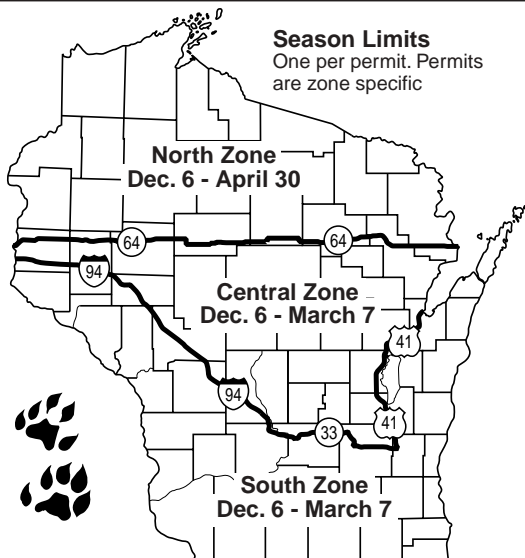 Season Limits
One per permit. Permits
are zone specific
North Zone
Dec. 6 - April 30
64
64
94
Central Zone
Dec. 6 - March 7
41
94
41
33
South Zone
Dec. 6 - March 7